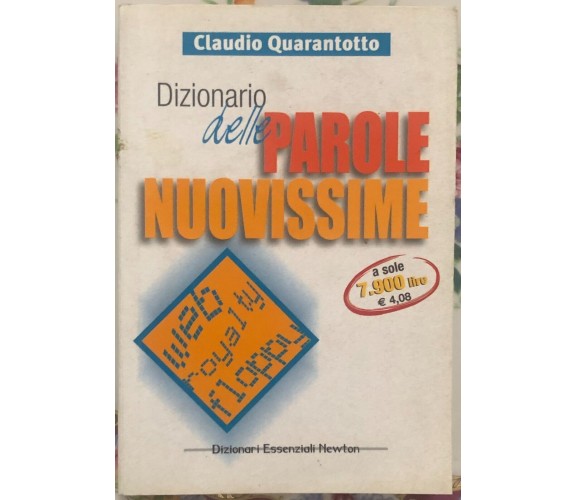 Claudio Quarantotto
Dizionario
delle PAROLE
NUOVISSIME
a sole
7.900 lire
€ 4,08
web
royalty
floppy
Dizionari Essenziali Newton